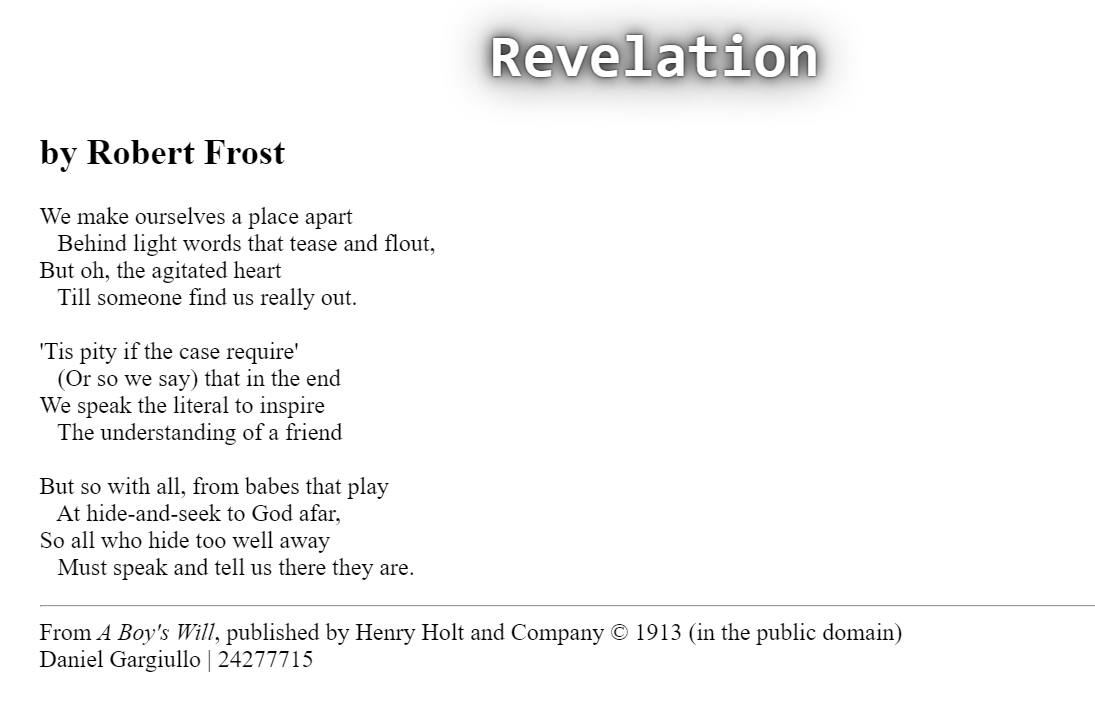 Revelation
by Robert Frost
We make ourselves a place apart
Behind light words that tease and flout,
But oh, the agitated heart
Till someone find us really out.
'Tis pity if the case require'
(Or so we say) that in the end
We speak the literal to inspire
The understanding of a friend
But so with all, from babes that play
At hide-and-seek to God afar,
So all who hide too well away
Must speak and tell us there they are.
From A Boy's Will, published by Henry Holt and Company © 1913 (in the public domain)
Daniel Gargiullo | 24277715